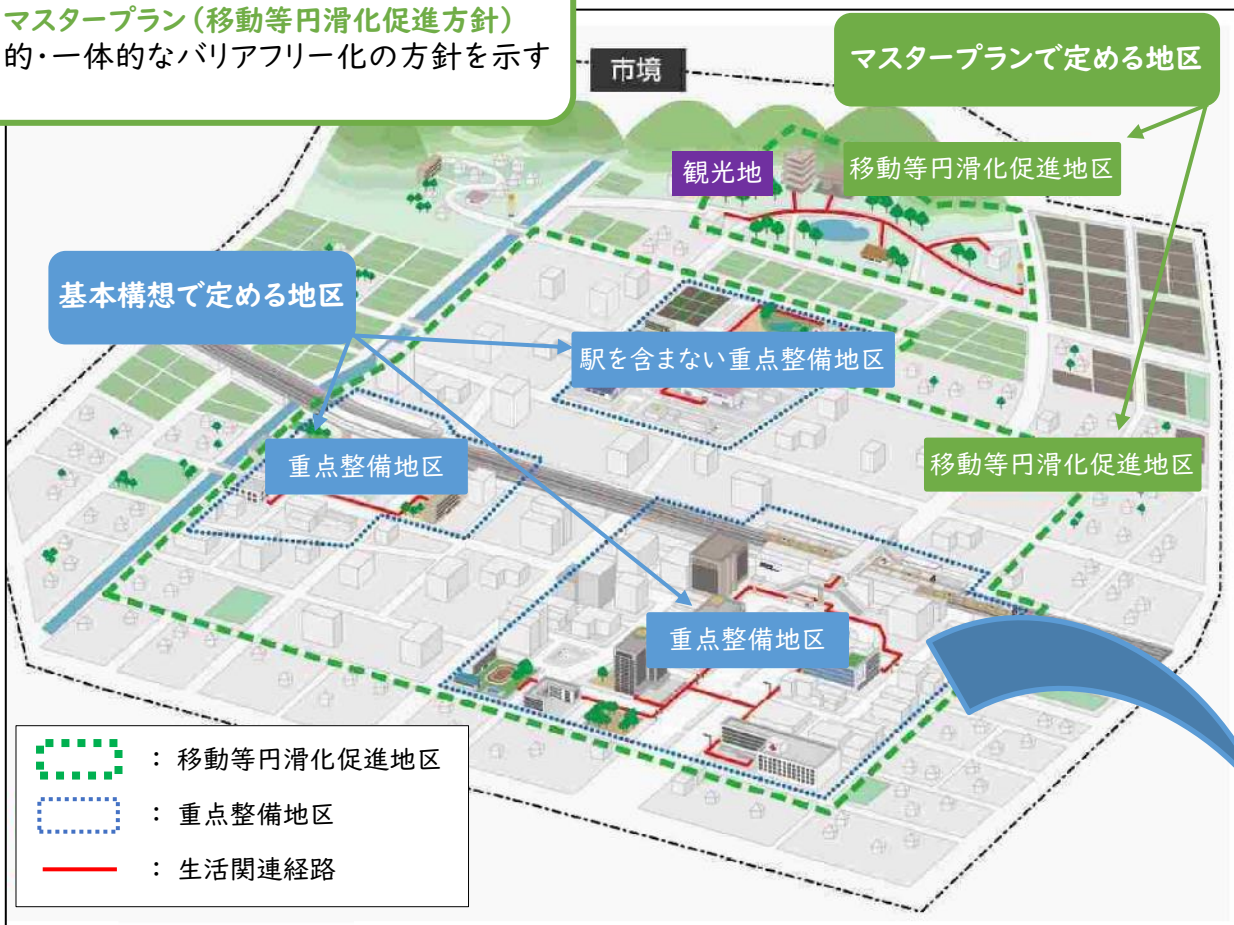 マスタープラン(移動等円滑化促進方針)
的・一体的なバリアフリー化の方針を示す
市境
マスタープランで定める地区
観光地
移動等円滑化促進地区
基本構想で定める地区
駅を含まない重点整備地区
重点整備地区
移動等円滑化促進地区
重点整備地区
: 移動等円滑化促進地区
: 重点整備地区
: 生活関連経路